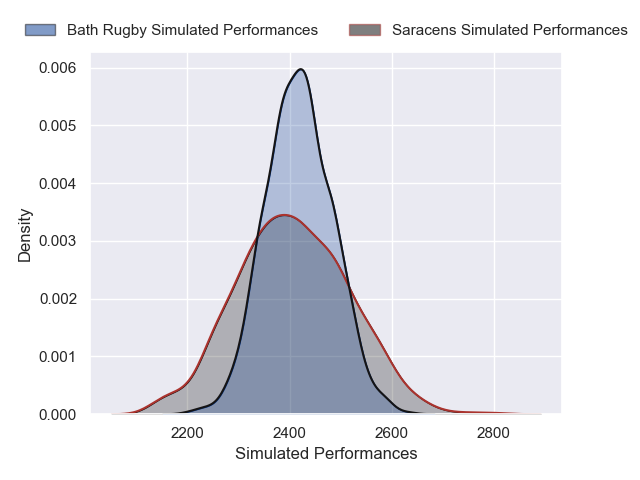 Bath Rugby Simulated Performances Saracens Simulated Performances
0.006
0.005
0.004
0.003
0.002
0.001
0.000
Density
2200 2400 2600 2800
Simulated Performances